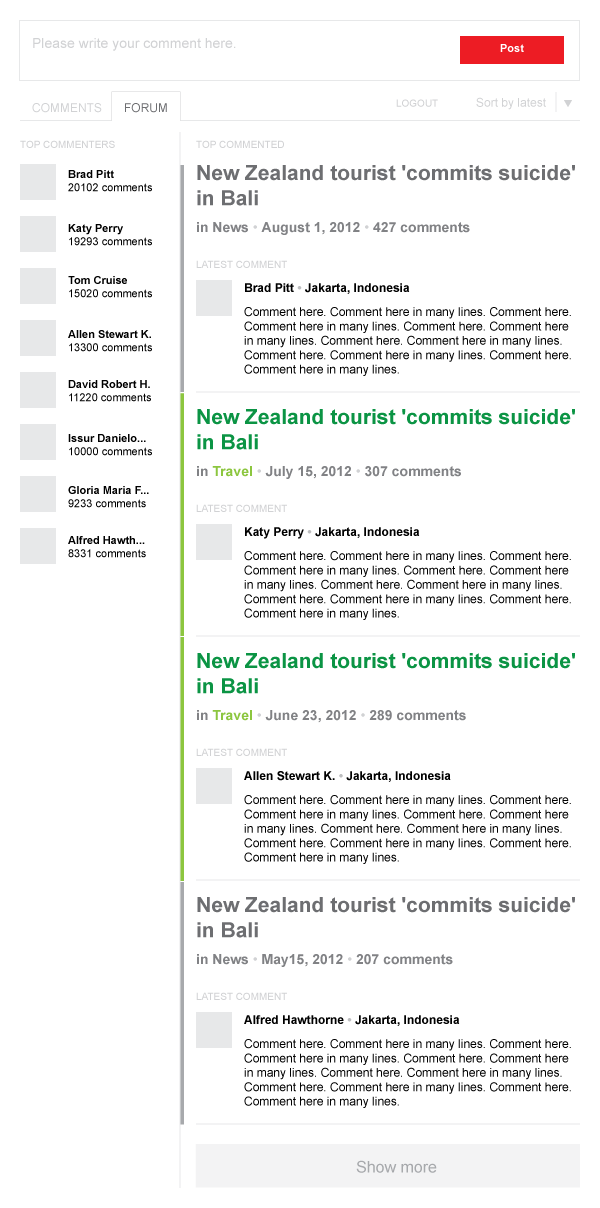 Please write your comment here.
Post
COMMENTS
FORUM
LOGOUT
Sort by latest
TOP COMMENTERS
Brad Pitt
20102 comments
Katy Perry
19293 comments
Tom Cruise
15020 comments
Allen Stewart K.
13300 comments
David Robert H.
11220 comments
Issur Danielo...
10000 comments
Gloria Maria F...
9233 comments
Alfred Hawth...
8331 comments
TOP COMMENTED
New Zealand tourist 'commits suicide'
in Bali
in News • August 1, 2012 • 427 comments
LATEST COMMENT
Brad Pitt • Jakarta, Indonesia
Comment here. Comment here in many lines. Comment here.
Comment here in many lines. Comment here. Comment here
in many lines. Comment here. Comment here in many lines.
Comment here. Comment here in many lines. Comment here.
Comment here in many lines.
New Zealand tourist 'commits suicide'
in Bali
in Travel • July 15, 2012 • 307 comments
LATEST COMMENT
Katy Perry • Jakarta, Indonesia
Comment here. Comment here in many lines. Comment here.
Comment here in many lines. Comment here. Comment here
in many lines. Comment here. Comment here in many lines.
Comment here. Comment here in many lines. Comment here.
Comment here in many lines.
New Zealand tourist 'commits suicide'
in Bali
in Travel • June 23, 2012 • 289 comments
LATEST COMMENT
Allen Stewart K. • Jakarta, Indonesia
Comment here. Comment here in many lines. Comment here.
Comment here in many lines. Comment here. Comment here
in many lines. Comment here. Comment here in many lines.
Comment here. Comment here in many lines. Comment here.
Comment here in many lines.
New Zealand tourist 'commits suicide'
in Bali
in News • May15, 2012 • 207 comments
LATEST COMMENT
Alfred Hawthorne • Jakarta, Indonesia
Comment here. Comment here in many lines. Comment here.
Comment here in many lines. Comment here. Comment here
in many lines. Comment here. Comment here in many lines.
Comment here. Comment here in many lines. Comment here.
Comment here in many lines.
Show more